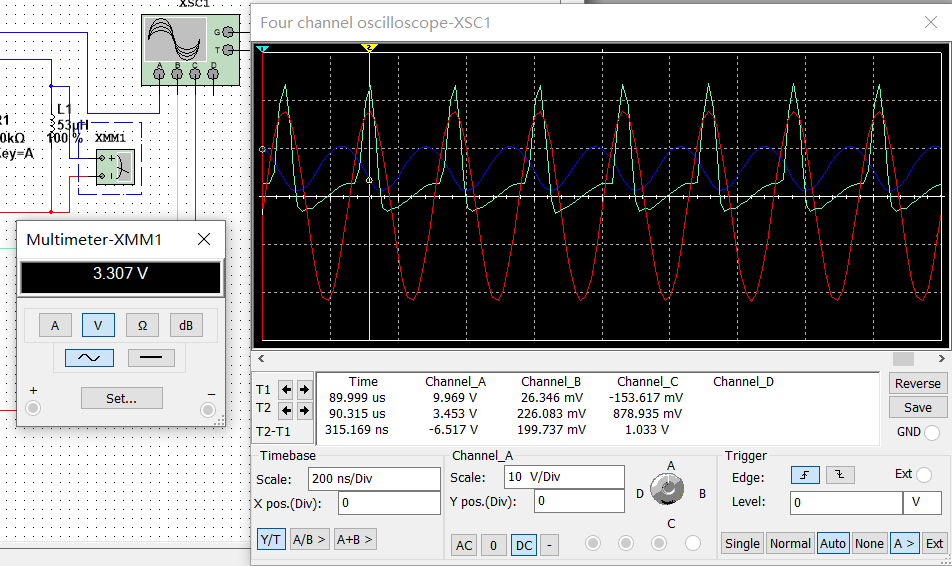 XSC1
G
T
A B C D
R1
0kΩ
Key=A
L1
53µH
100 %
XMM1
Multimeter-XMM1
3.307 V
A V Ω dB
+ Set... −
Four channel oscilloscope-XSC1
1 2
T1
T2
T2-T1
Time Channel_A Channel_B Channel_C Channel_D
89.999 us 9.969 V 26.346 mV -153.617 mV
90.315 us 3.453 V 226.083 mV 878.935 mV
315.169 ns -6.517 V 199.737 mV 1.033 V
Reverse
Save
GND
Timebase
Scale: 200 ns/Div
X pos.(Div): 0
Y/T A/B > A+B >
Channel_A
Scale: 10 V/Div
Y pos.(Div): 0
AC 0 DC -
A
D B
C
Trigger
Edge: Ext
Level: 0 V
Single Normal Auto None A > Ext